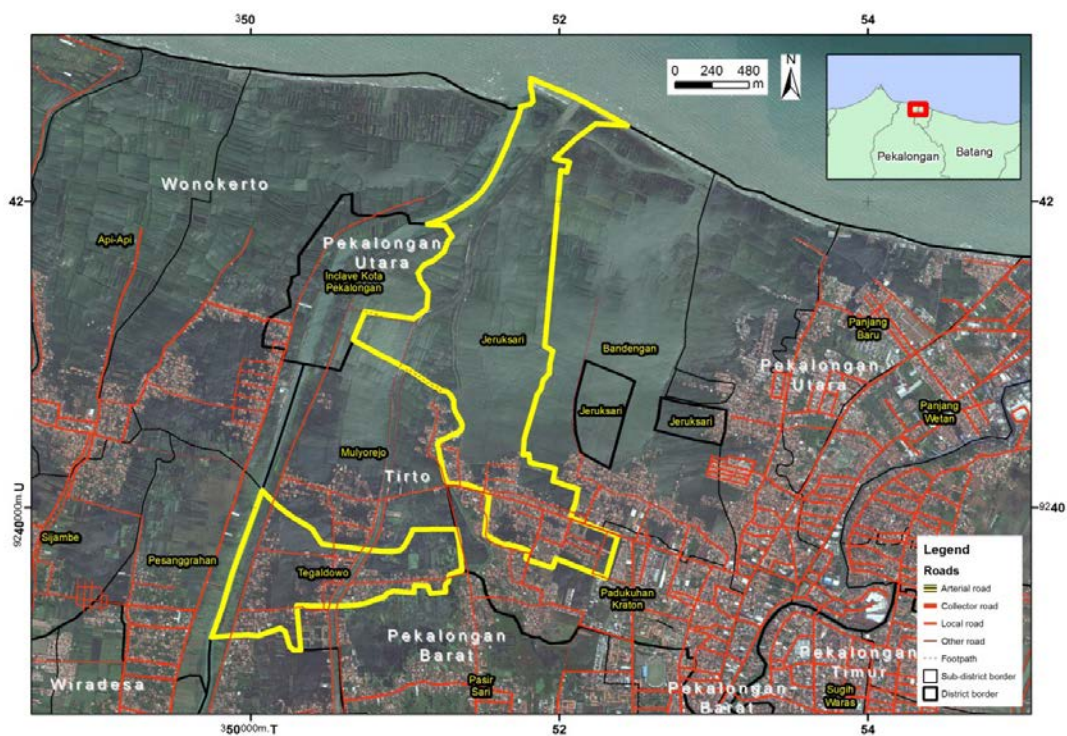 ³50
52
54
0 240 480
m
N
Pekalongan
Batang
42
42
Wonokerto
Api-Api
Pekalongan
Utara
Inclave Kota
Pekalongan
Jeruksari
Bandengan
Panjang
Baru
Pekalongan
Utara
Jeruksari
Jeruksari
Panjang
Wetan
Mulyorejo
Tirto
⁹²40⁰⁰⁰ᵐ·U
⁹²40
Sijambe
Pesanggrahan
Tegaldowo
Padukuhan
Kraton
Legend
Roads
Arterial road
Collector road
Local road
Other road
Footpath
Sub-district border
District border
Pekalongan
Barat
Pekalongan
Timur
Wiradesa
Pasir
Sari
Pekalongan
Barat
Sugih
Waras
³50⁰⁰⁰ᵐ·T
52
54